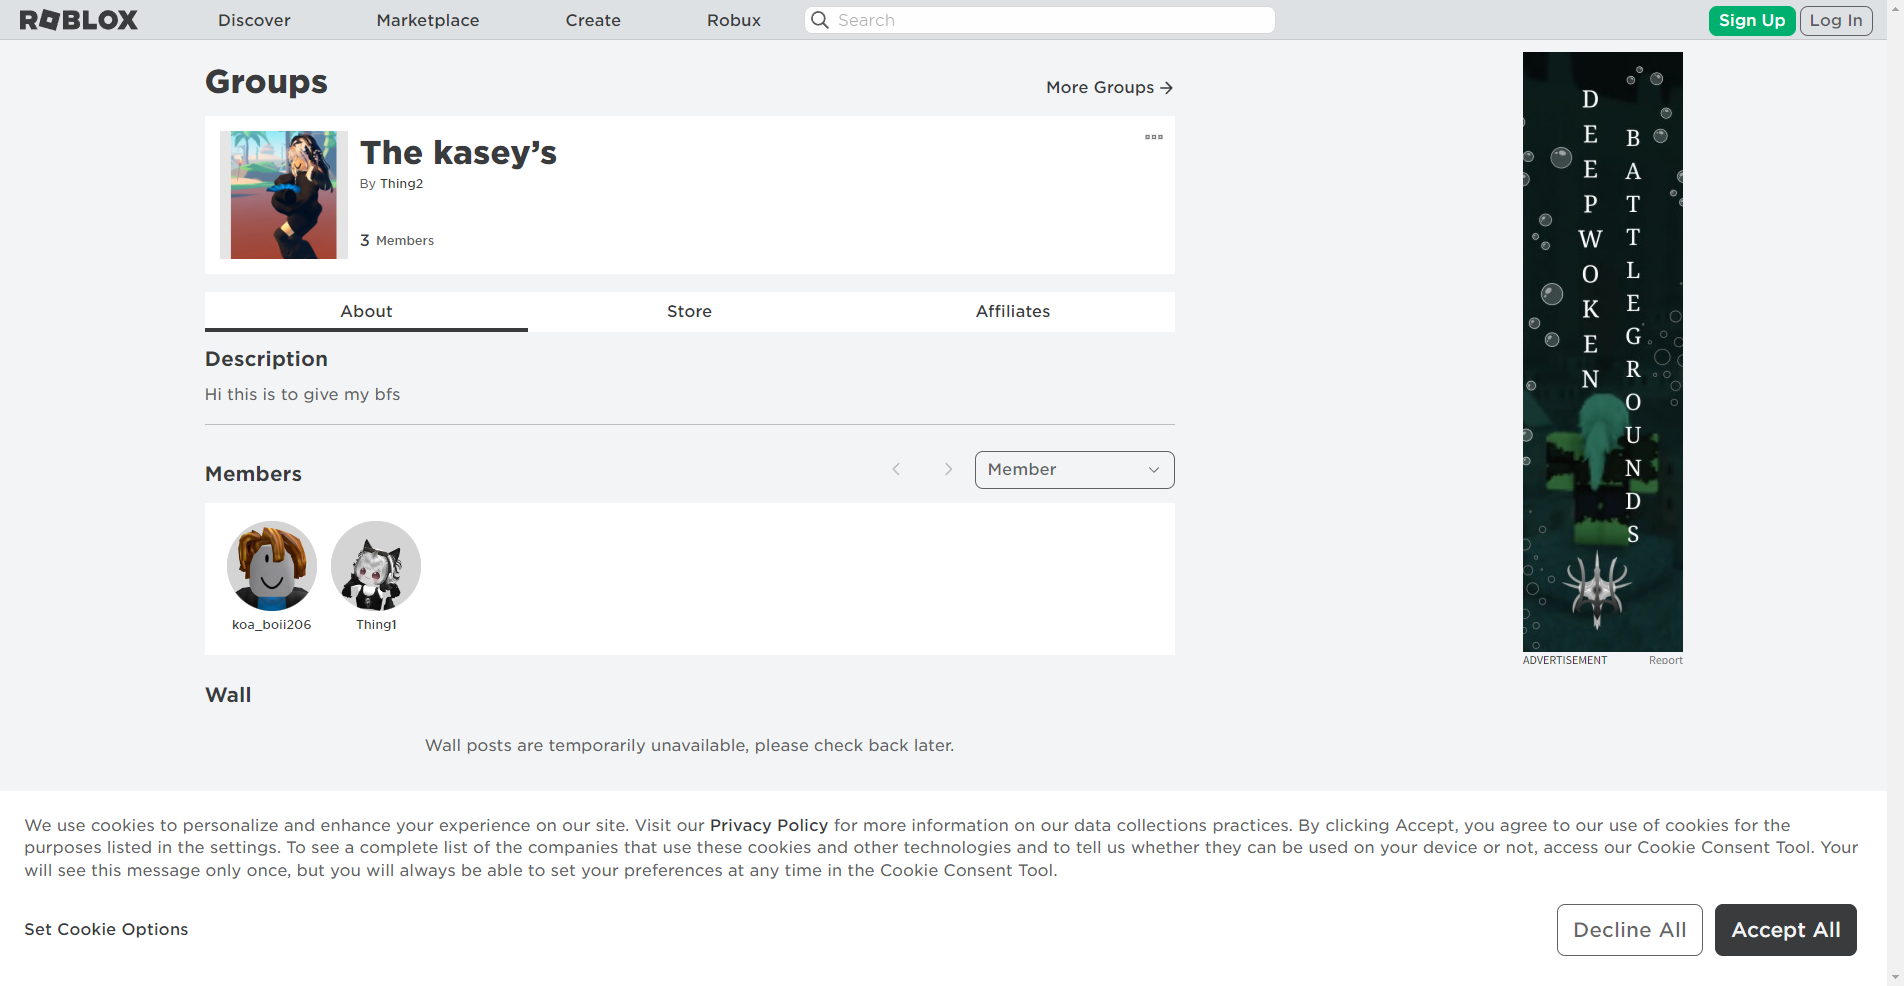 ROBLOX
Discover
Marketplace
Create
Robux
Search
Sign Up
Log In
Groups
More Groups
The kasey’s
By Thing2
3 Members
About
Store
Affiliates
Description
Hi this is to give my bfs
Members
Member
koa_boii206
Thing1
Wall
Wall posts are temporarily unavailable, please check back later.
DEEPWOKEN
BATTLEGROUNDS
ADVERTISEMENT
Report
We use cookies to personalize and enhance your experience on our site. Visit our Privacy Policy for more information on our data collections practices. By clicking Accept, you agree to our use of cookies for the
purposes listed in the settings. To see a complete list of the companies that use these cookies and other technologies and to tell us whether they can be used on your device or not, access our Cookie Consent Tool. Your
will see this message only once, but you will always be able to set your preferences at any time in the Cookie Consent Tool.
Set Cookie Options
Decline All
Accept All